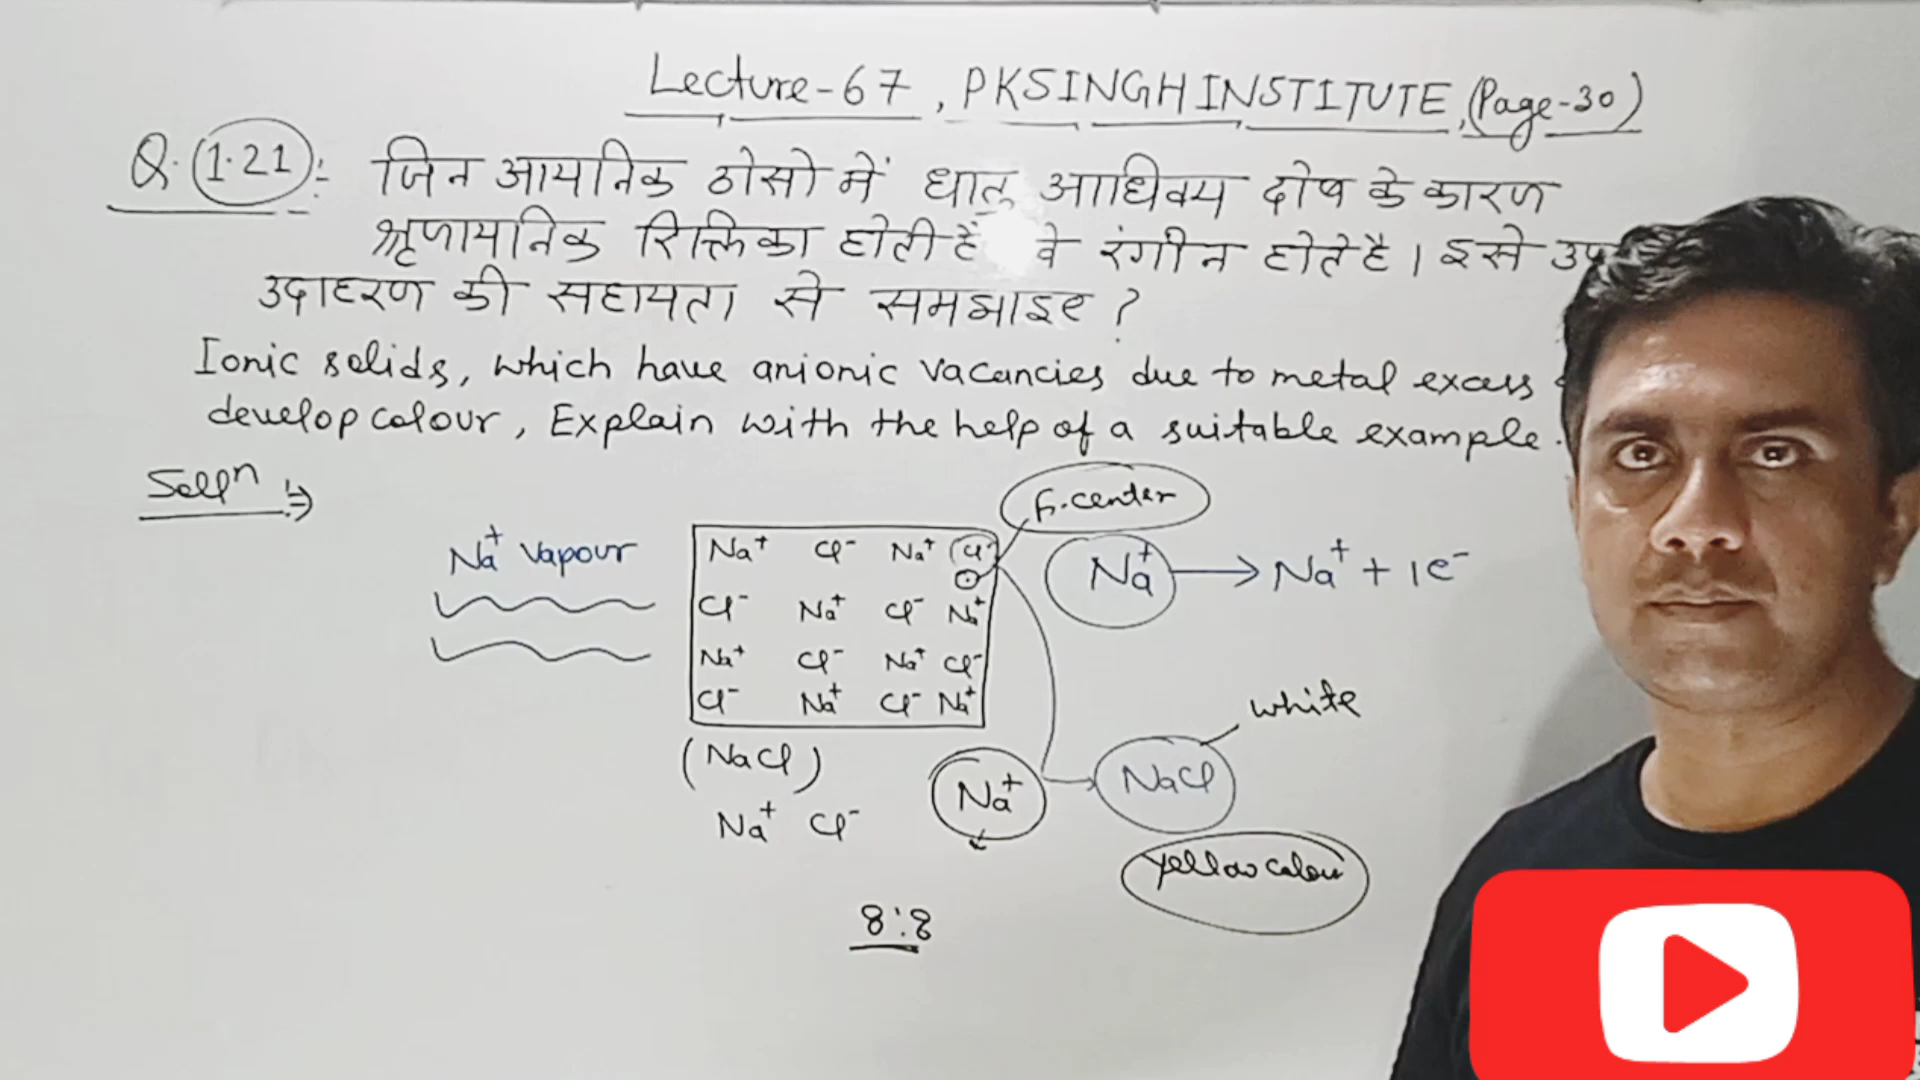 Lecture-67, PKSINGH INSTITUTE, (Page-30)
Q. 1.21: जिन आयनिक ठोसो में धातु आधिक्य दोष के कारण
ॠणायनिक रिक्तिका होती हैं वे रंगीन होते है। इसे
उदाहरण की सहायता से समझाइए ?
Ionic solids, which have anionic vacancies due to metal excess
develop colour, Explain with the help of a suitable example.
Solⁿ :⇒
F-center
Na⁺ vapour
Na⁺ Cl⁻ Na⁺ Cl⁻
Na⁺ → Na⁺ + 1e⁻
Cl⁻ Na⁺ Cl⁻ Na⁺
Na⁺ Cl⁻ Na⁺ Cl⁻
Cl⁻ Na⁺ Cl⁻ Na⁺
white
(NaCl)
Na⁺
NaCl
Na⁺ Cl⁻
yellow colour
8:8